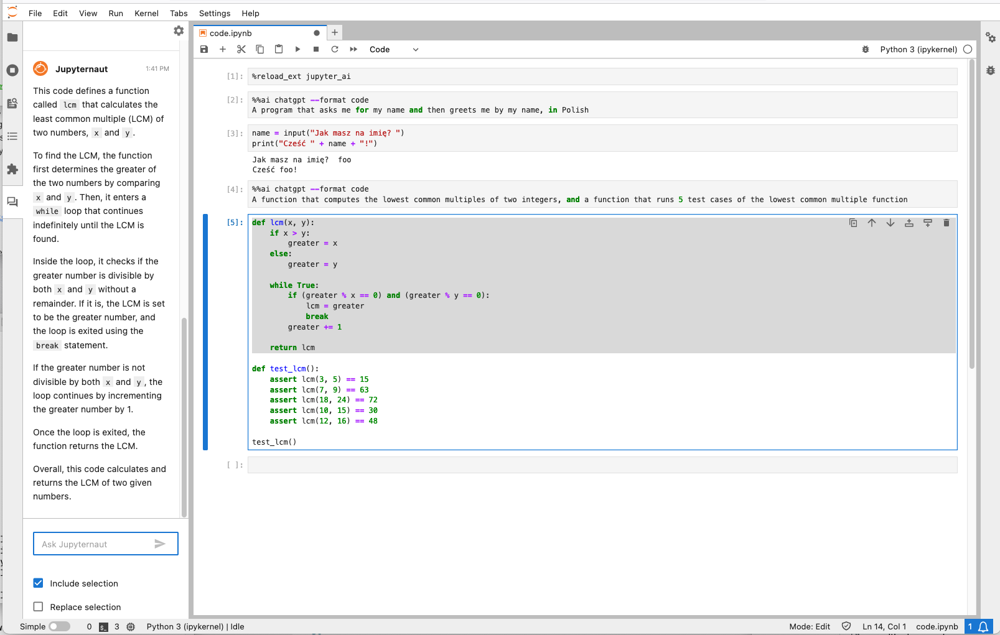 File Edit View Run Kernel Tabs Settings Help
Jupyternaut 1:41 PM
This code defines a function
called lcm that calculates the
least common multiple (LCM) of
two numbers, x and y.
To find the LCM, the function
first determines the greater of
the two numbers by comparing
x and y. Then, it enters a
while loop that continues
indefinitely until the LCM is
found.
Inside the loop, it checks if the
greater number is divisible by
both x and y without a
remainder. If it is, the LCM is set
to be the greater number, and
the loop is exited using the
break statement.
If the greater number is not
divisible by both x and y, the
loop continues by incrementing
the greater number by 1.
Once the loop is exited, the
function returns the LCM.
Overall, this code calculates and
returns the LCM of two given
numbers.
Ask Jupyternaut
Include selection
Replace selection
code.ipynb
Code
Python 3 (ipykernel)
[1]: %reload_ext jupyter_ai
[2]: %%ai chatgpt --format code
A program that asks me for my name and then greets me by my name, in Polish
[3]: name = input("Jak masz na imię? ")
print("Cześć " + name + "!")
Jak masz na imię?  foo
Cześć foo!
[4]: %%ai chatgpt --format code
A function that computes the lowest common multiples of two integers, and a function that runs 5 test cases of the lowest common multiple function
[5]: def lcm(x, y):
    if x > y:
        greater = x
    else:
        greater = y
    while True:
        if (greater % x == 0) and (greater % y == 0):
            lcm = greater
            break
        greater += 1
    return lcm
def test_lcm():
    assert lcm(3, 5) == 15
    assert lcm(7, 9) == 63
    assert lcm(18, 24) == 72
    assert lcm(10, 15) == 30
    assert lcm(12, 16) == 48
test_lcm()
[ ]:
Simple 0 $_ 3 Python 3 (ipykernel) | Idle
Mode: Edit Ln 14, Col 1 code.ipynb 1